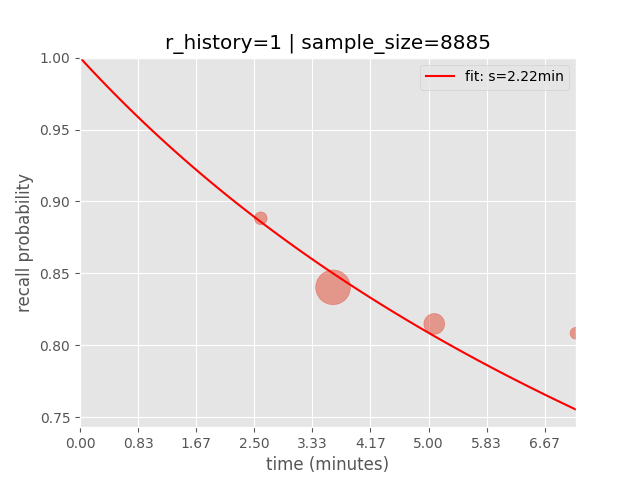 r_history=1 | sample_size=8885
fit: s=2.22min
recall probability
1.00
0.95
0.90
0.85
0.80
0.75
0.00 0.83 1.67 2.50 3.33 4.17 5.00 5.83 6.67
time (minutes)